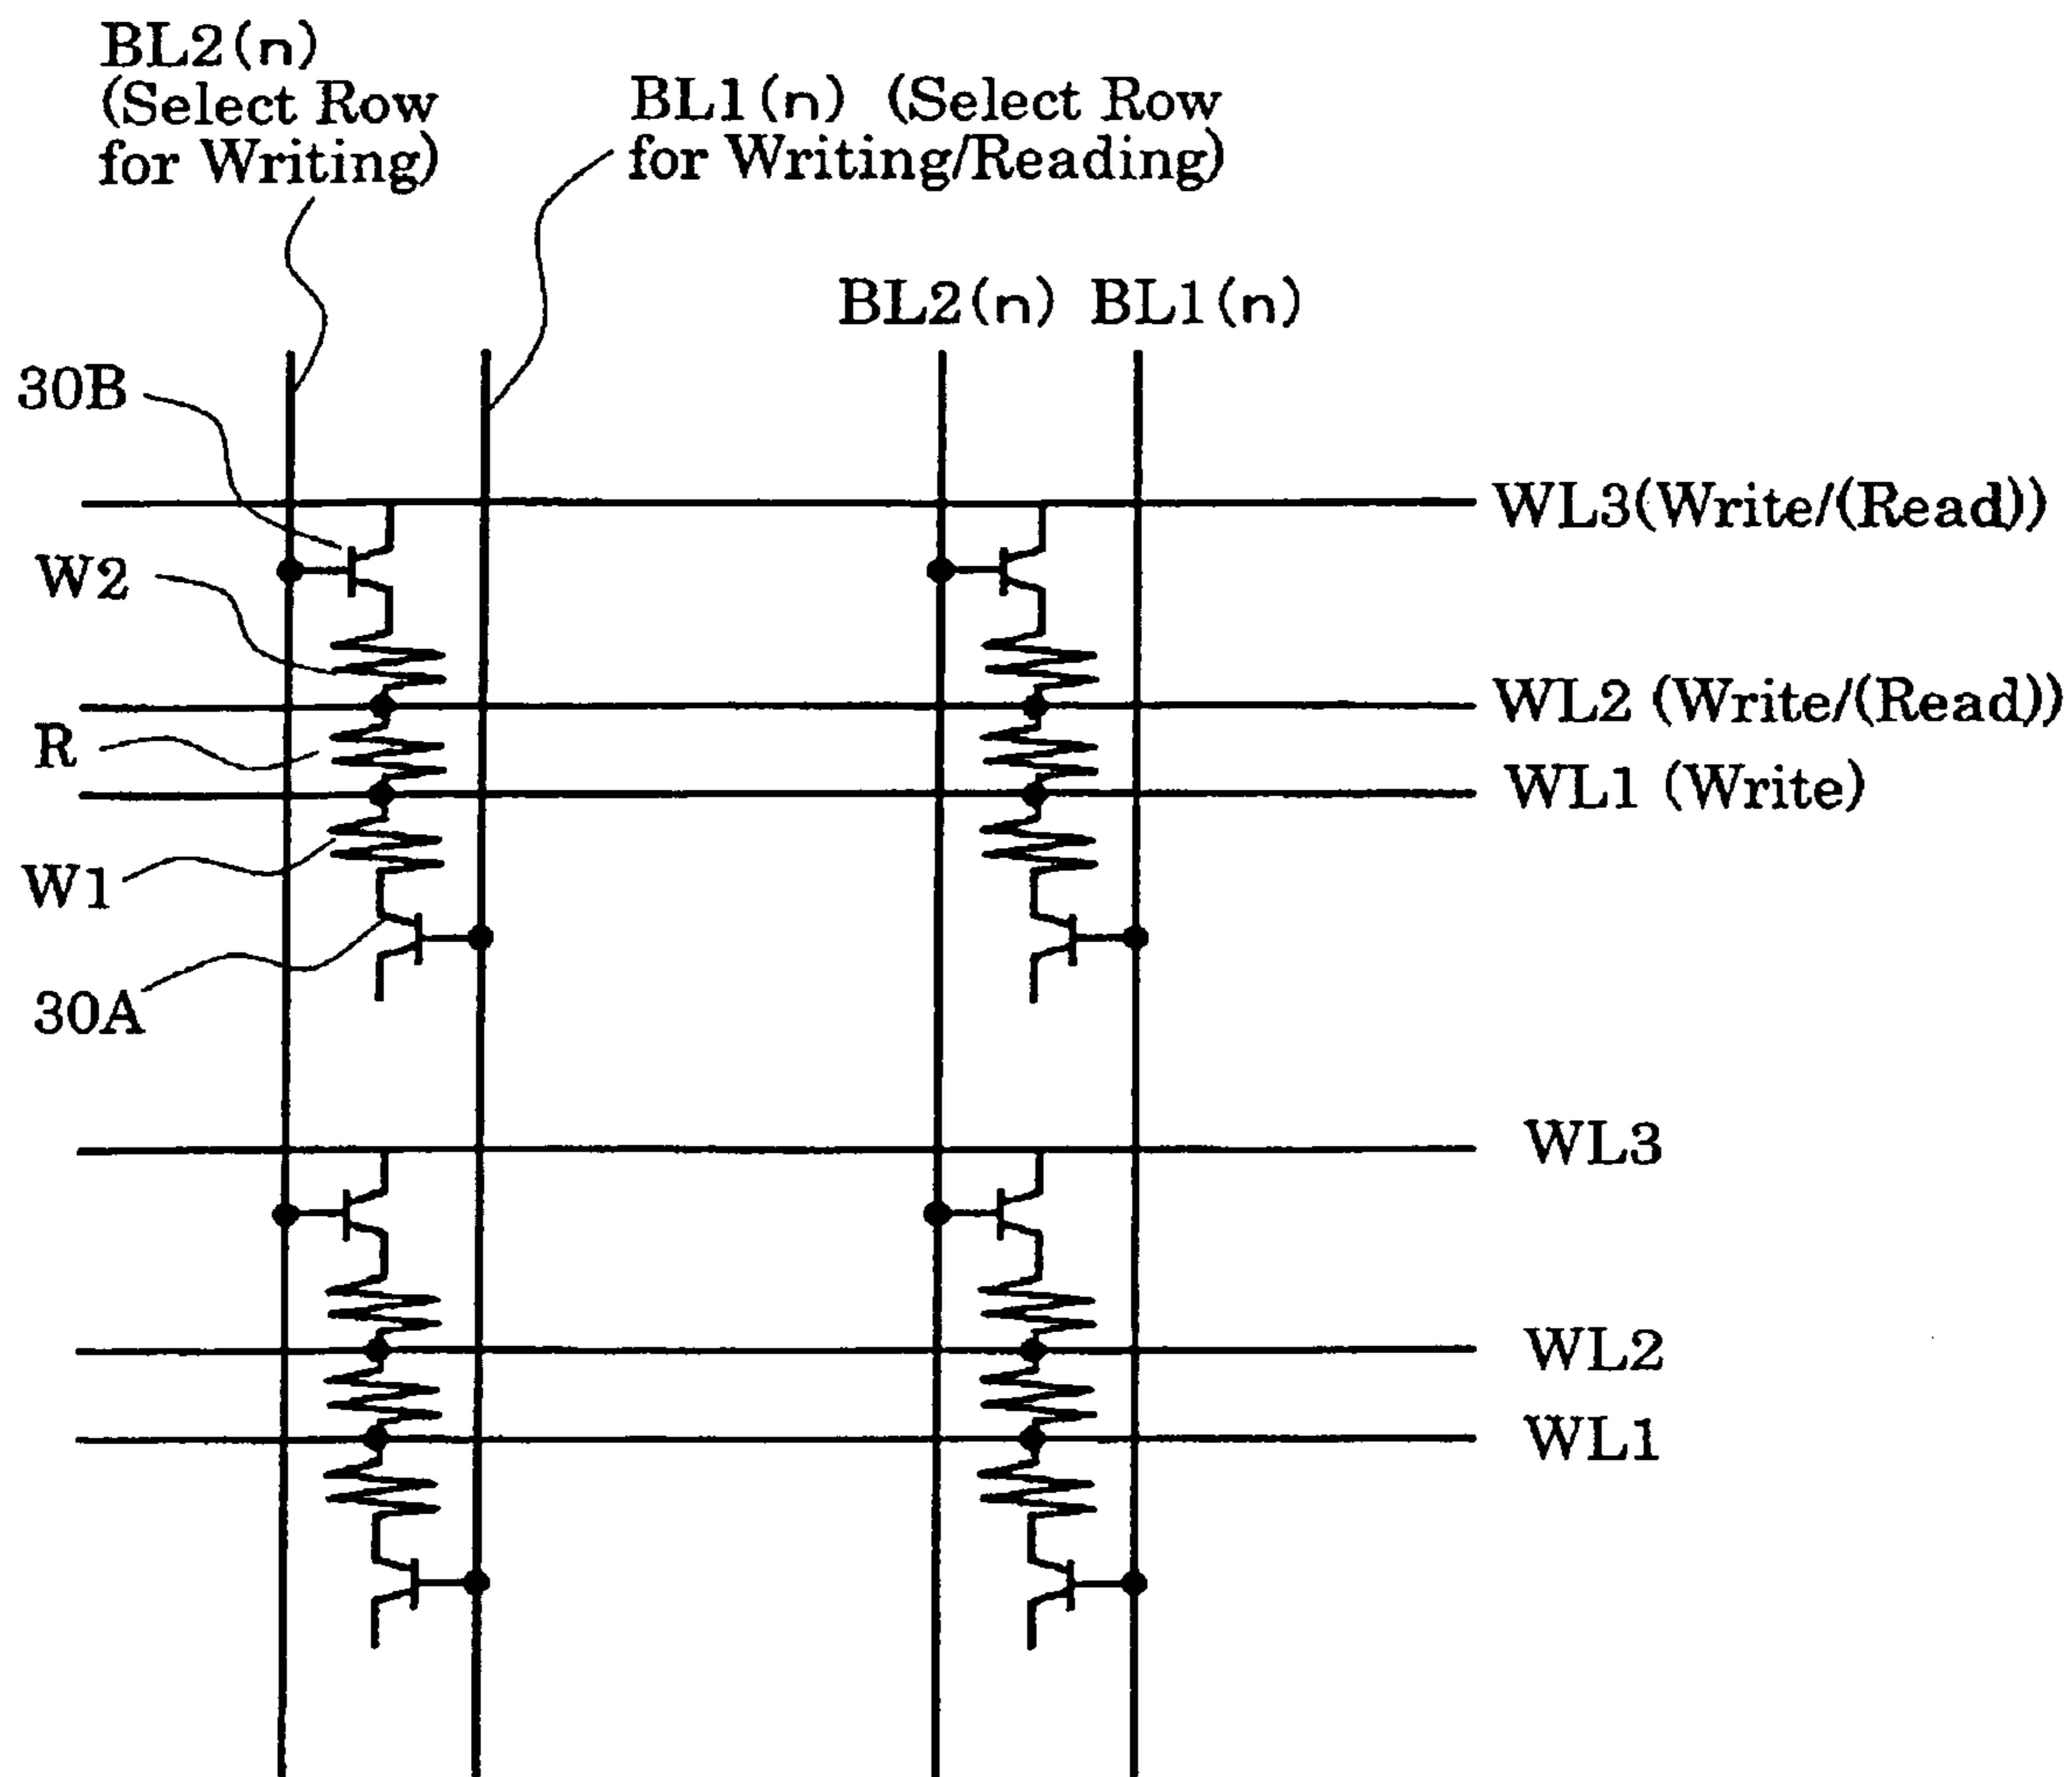 BL2(n)
(Select Row
for Writing)
BL1(n) (Select Row
for Writing/Reading)
BL2(n) BL1(n)
30B
WL3(Write/(Read))
W2
WL2 (Write/(Read))
R
WL1 (Write)
W1
30A
WL3
WL2
WL1